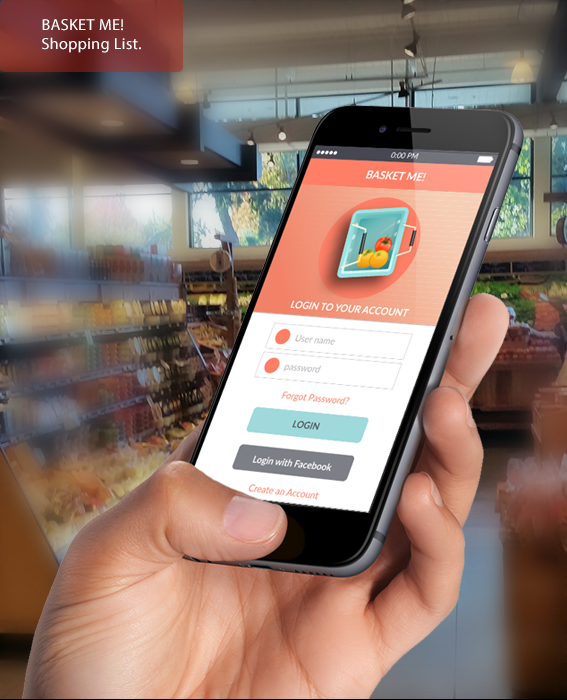 BASKET ME!
Shopping List.
0:00 PM
BASKET ME!
LOGIN TO YOUR ACCOUNT
User name
password
Forgot Password?
LOGIN
Login with Facebook
Create an Account